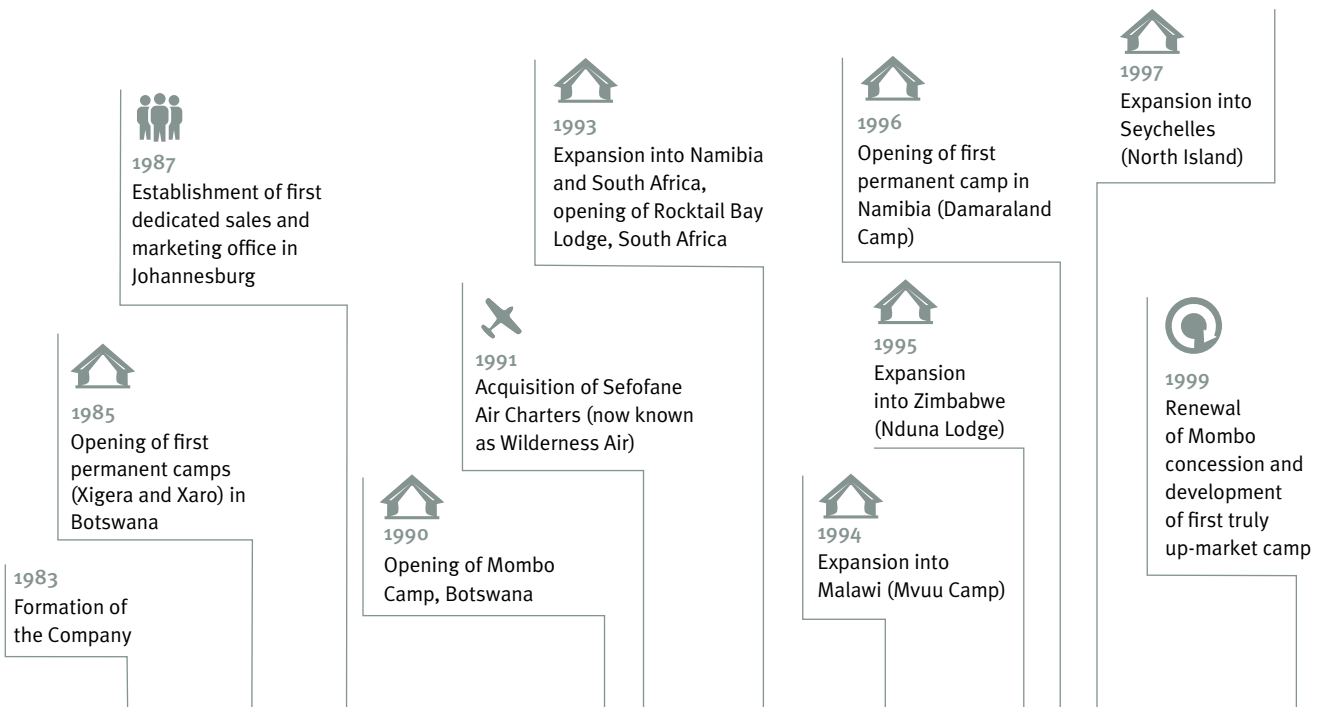 1983
Formation of
the Company
1985
Opening of first
permanent camps
(Xigera and Xaro) in
Botswana
1987
Establishment of first
dedicated sales and
marketing office in
Johannesburg
1990
Opening of Mombo
Camp, Botswana
1991
Acquisition of Sefofane
Air Charters (now known
as Wilderness Air)
1993
Expansion into Namibia
and South Africa,
opening of Rocktail Bay
Lodge, South Africa
1994
Expansion into
Malawi (Mvuu Camp)
1995
Expansion
into Zimbabwe
(Nduna Lodge)
1996
Opening of first
permanent camp in
Namibia (Damaraland
Camp)
1997
Expansion into
Seychelles
(North Island)
1999
Renewal
of Mombo
concession and
development
of first truly
up-market camp